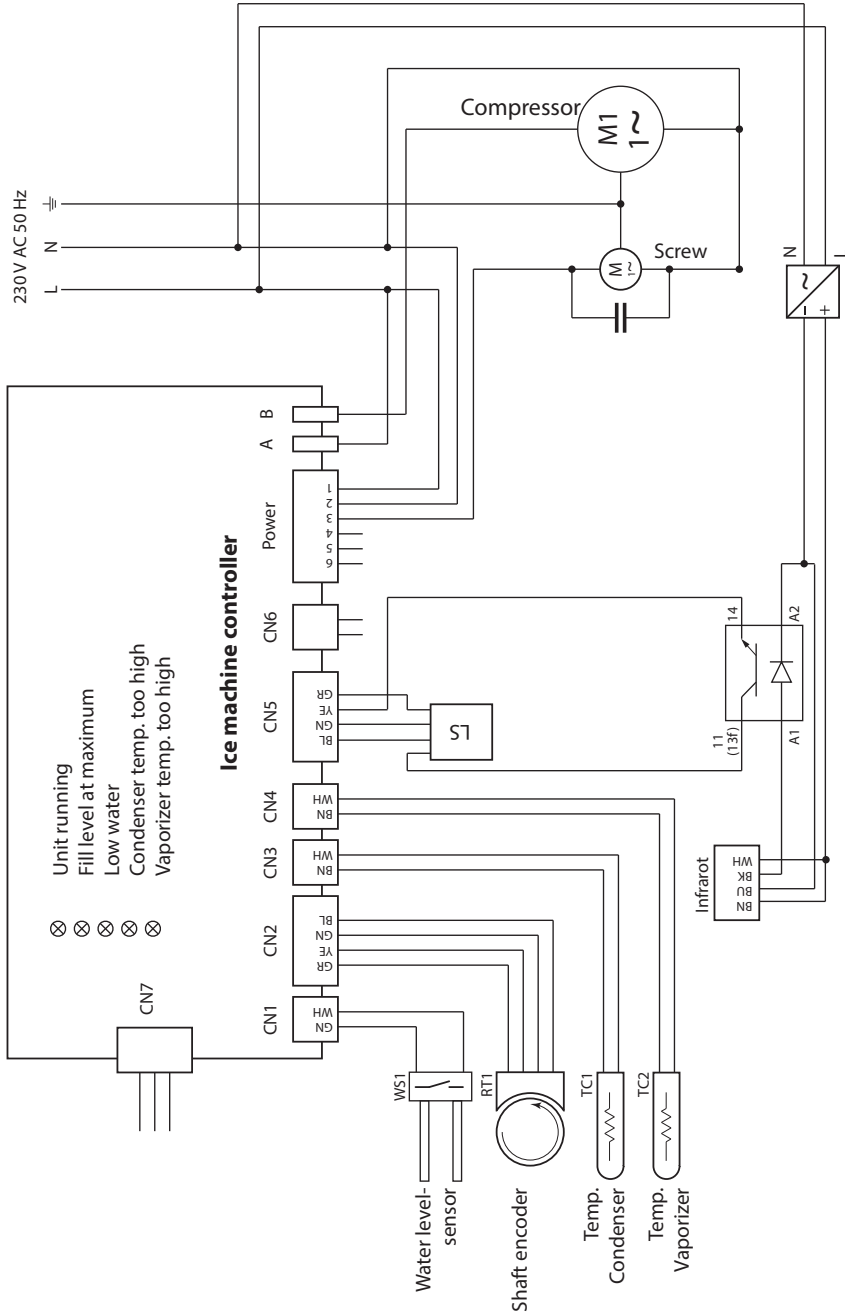 230 V AC 50 Hz
L
N
Compressor
M1
1~
M
1~
Screw
N
L
~
–
+
Ice machine controller
Unit running
Fill level at maximum
Low water
Condenser temp. too high
Vaporizer temp. too high
CN7
CN1
GN
WH
CN2
GR
YE
GN
BL
CN3
BN
WH
CN4
BN
WH
CN5
BL
GN
YE
GR
CN6
Power
6
5
4
3
2
1
A
B
LS
14
11
(13f)
A1
A2
Infrarot
BN
BU
BK
WH
WS1
Water level-
sensor
RT1
Shaft encoder
TC1
Temp.
Condenser
TC2
Temp.
Vaporizer